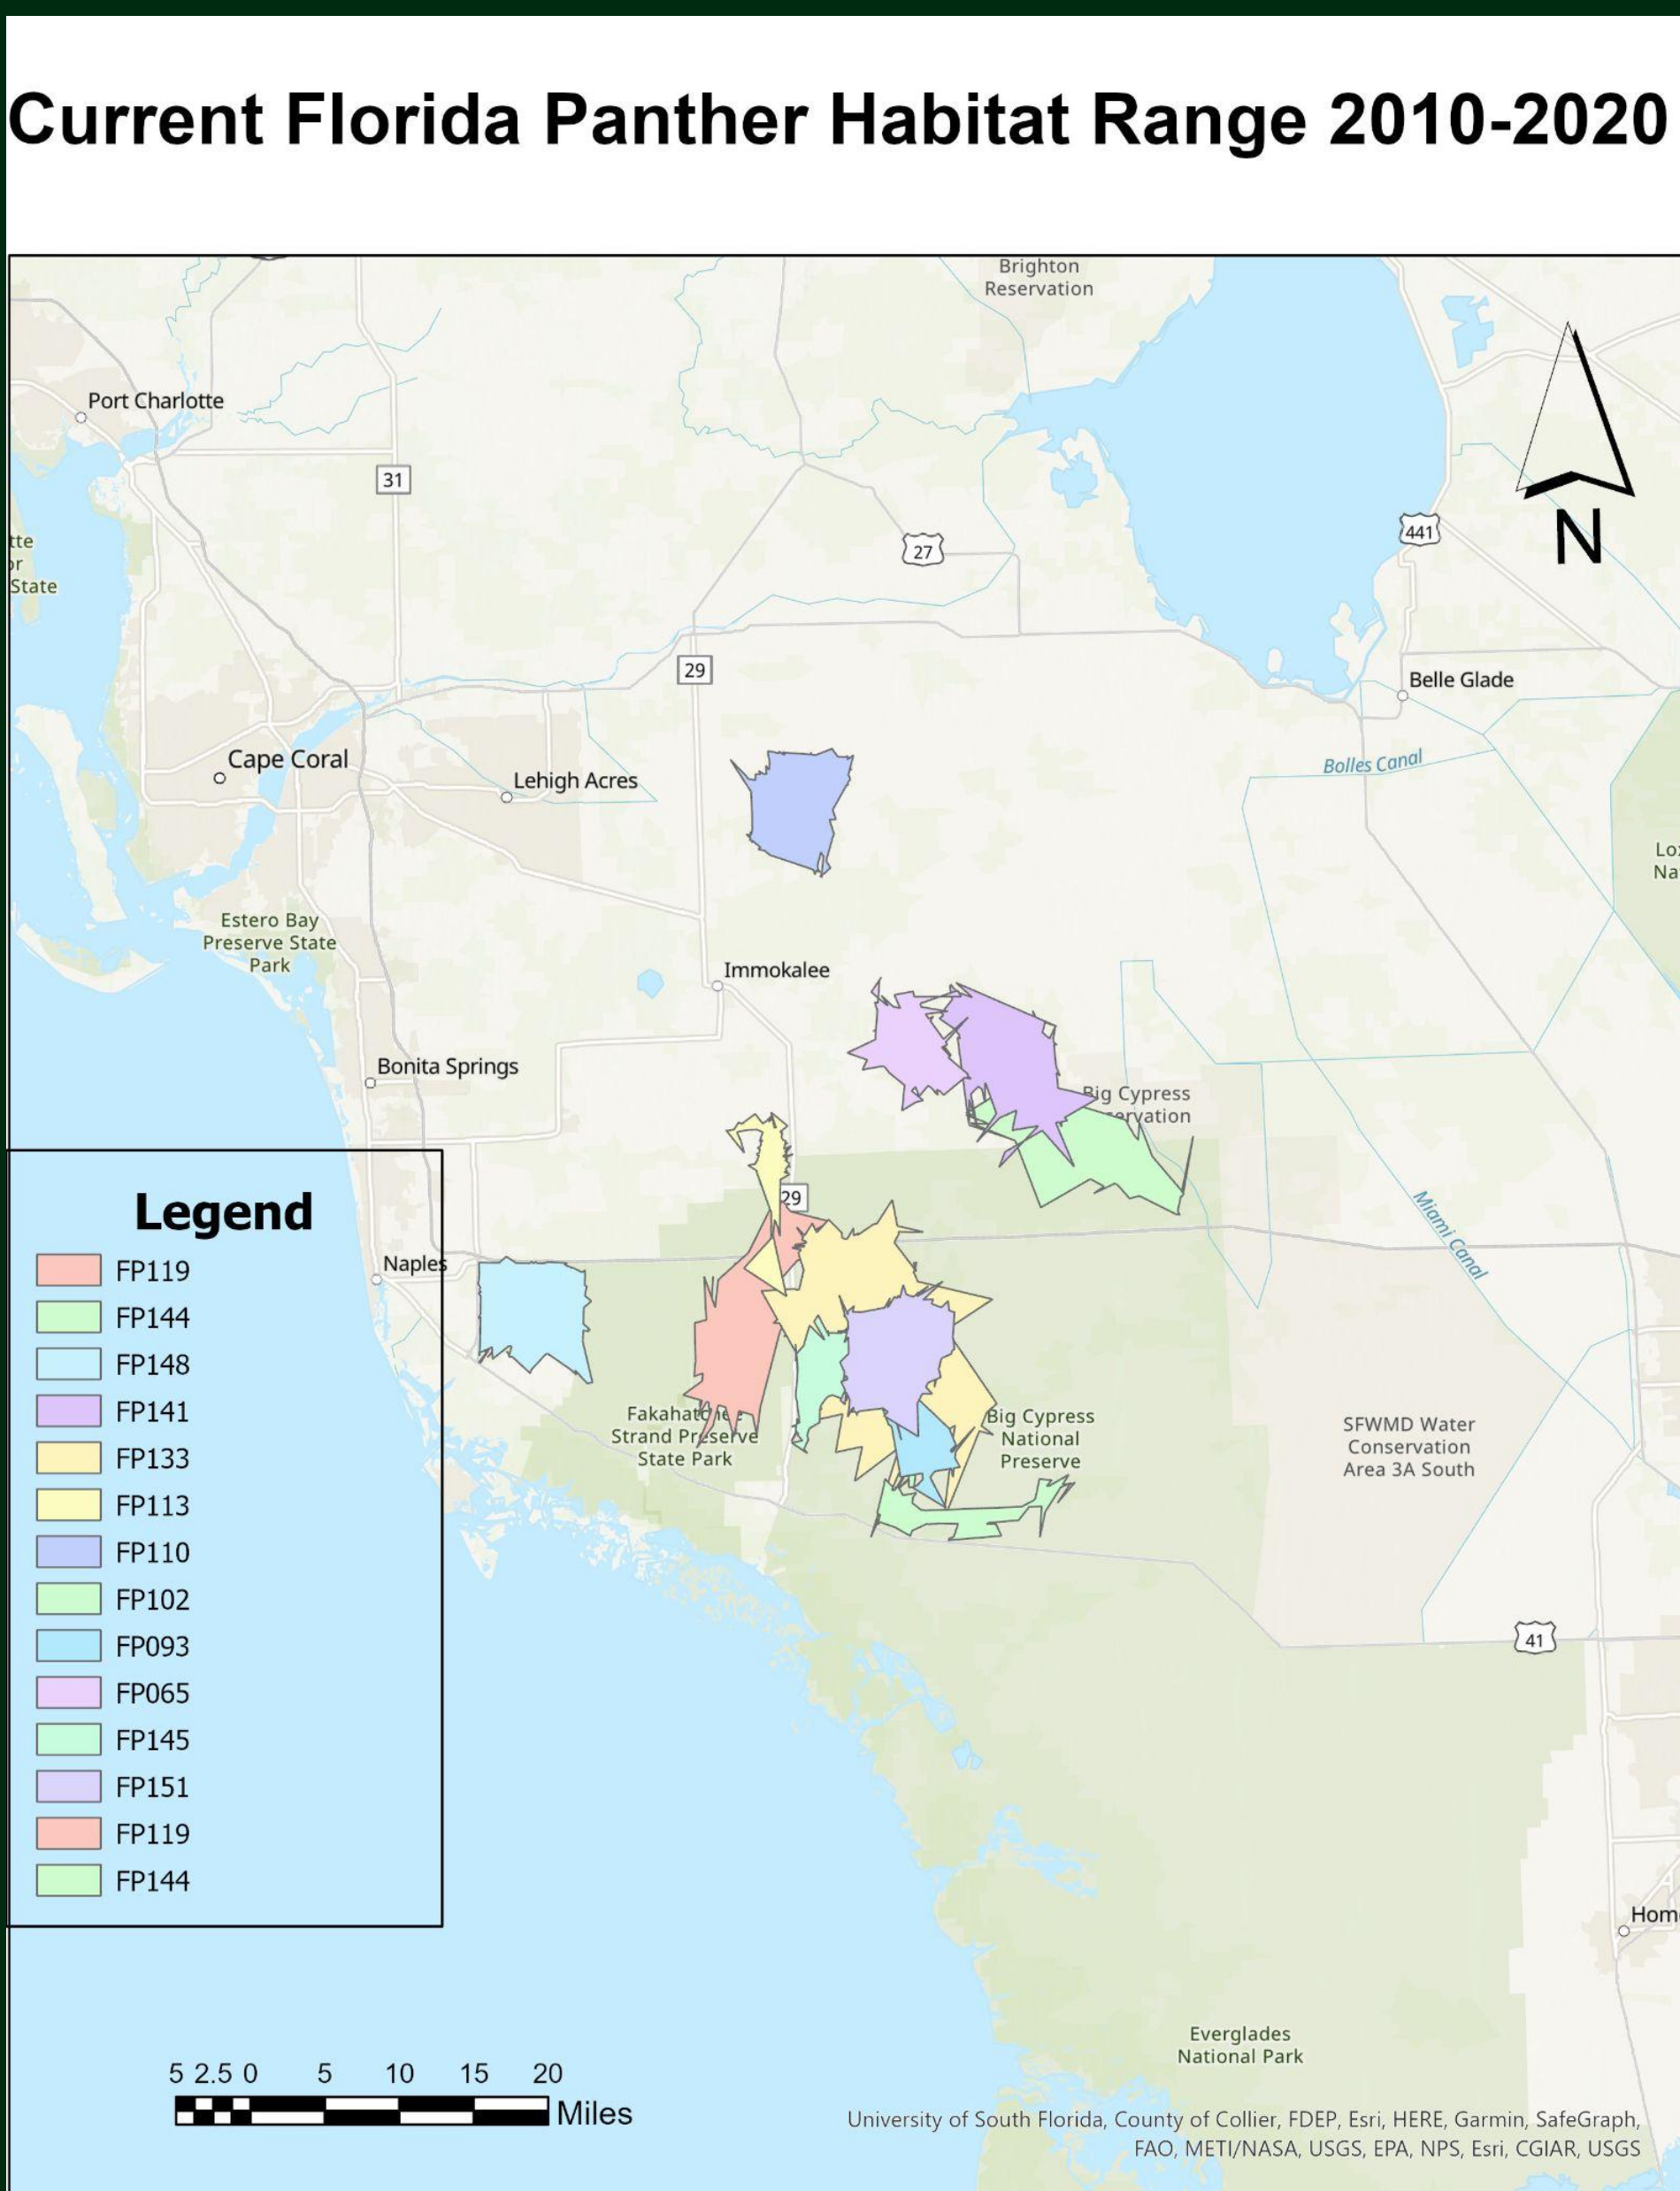 Current Florida Panther Habitat Range 2010-2020
Brighton
Reservation
Port Charlotte
31
tte
or
State
27
441
N
29
Belle Glade
Bolles Canal
Cape Coral
Lehigh Acres
Estero Bay
Preserve State
Park
Immokalee
Bonita Springs
Big Cypress
29
Miami Canal
Naples
Fakahatchee
Strand Preserve
State Park
Big Cypress
National
Preserve
SFWMD Water
Conservation
Area 3A South
41
Legend
FP119
FP144
FP148
FP141
FP133
FP113
FP110
FP102
FP093
FP065
FP145
FP151
FP119
FP144
Hom
Everglades
National Park
5 2.5 0 5 10 15 20
Miles
University of South Florida, County of Collier, FDEP, Esri, HERE, Garmin, SafeGraph,
FAO, METI/NASA, USGS, EPA, NPS, Esri, CGIAR, USGS